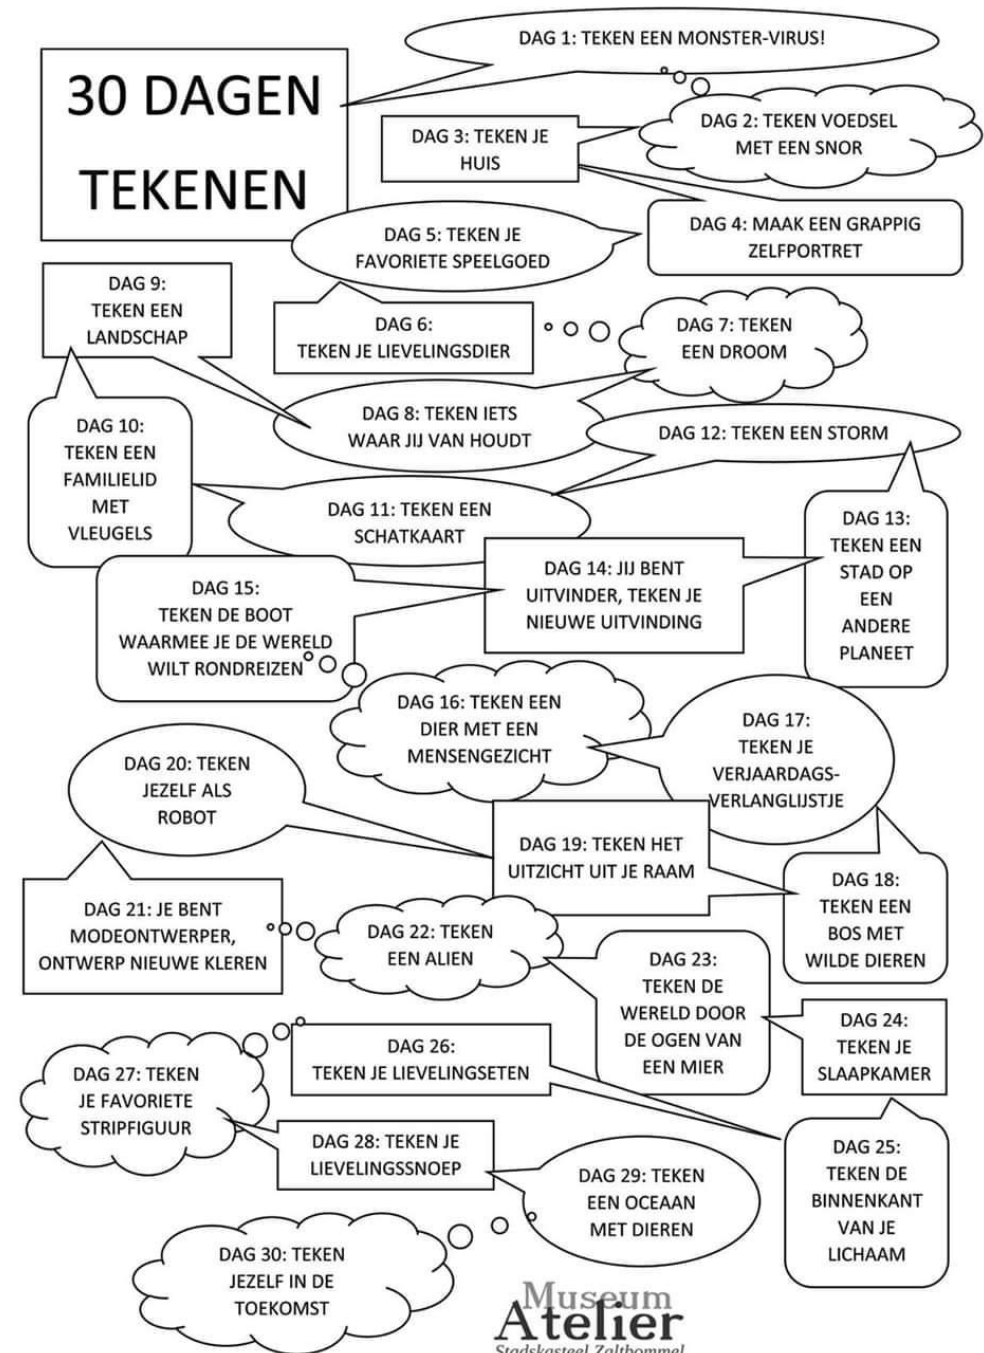 30 DAGEN
TEKENEN
DAG 1: TEKEN EEN MONSTER-VIRUS!
DAG 2: TEKEN VOEDSEL
MET EEN SNOR
DAG 3: TEKEN JE
HUIS
DAG 4: MAAK EEN GRAPPIG
ZELFPORTRET
DAG 5: TEKEN JE
FAVORIETE SPEELGOED
DAG 6:
TEKEN JE LIEVELINGSDIER
DAG 7: TEKEN
EEN DROOM
DAG 8: TEKEN IETS
WAAR JIJ VAN HOUDT
DAG 9:
TEKEN EEN
LANDSCHAP
DAG 10:
TEKEN EEN
FAMILIELID
MET
VLEUGELS
DAG 11: TEKEN EEN
SCHATKAART
DAG 12: TEKEN EEN STORM
DAG 13:
TEKEN EEN
STAD OP
EEN
ANDERE
PLANEET
DAG 14: JIJ BENT
UITVINDER, TEKEN JE
NIEUWE UITVINDING
DAG 15:
TEKEN DE BOOT
WAARMEE JE DE WERELD
WILT RONDREIZEN
DAG 16: TEKEN EEN
DIER MET EEN
MENSENGEZICHT
DAG 17:
TEKEN JE
VERJAARDAGS-
VERLANGLIJSTJE
DAG 18:
TEKEN EEN
BOS MET
WILDE DIEREN
DAG 19: TEKEN HET
UITZICHT UIT JE RAAM
DAG 20: TEKEN
JEZELF ALS
ROBOT
DAG 21: JE BENT
MODEONTWERPER,
ONTWERP NIEUWE KLEREN
DAG 22: TEKEN
EEN ALIEN
DAG 23:
TEKEN DE
WERELD DOOR
DE OGEN VAN
EEN MIER
DAG 24:
TEKEN JE
SLAAPKAMER
DAG 25:
TEKEN DE
BINNENKANT
VAN JE
LICHAAM
DAG 26:
TEKEN JE LIEVELINGSETEN
DAG 27: TEKEN
JE FAVORIETE
STRIPFIGUUR
DAG 28: TEKEN JE
LIEVELINGSSNOEP
DAG 29: TEKEN
EEN OCEAAN
MET DIEREN
DAG 30: TEKEN
JEZELF IN DE
TOEKOMST
Museum
Atelier
Stadskasteel Zaltbommel